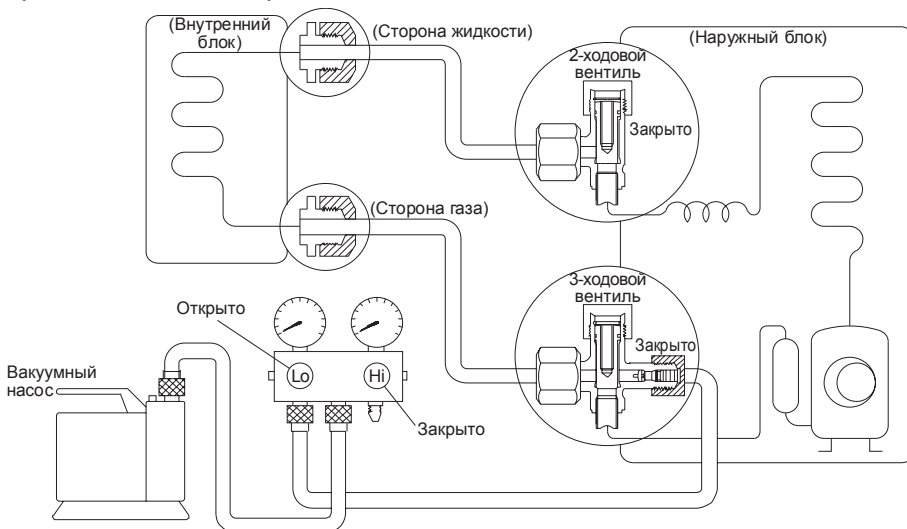 (Внутренний
блок)
(Сторона жидкости)
(Наружный блок)
2-ходовой
вентиль
Закрыто
(Сторона газа)
3-ходовой
вентиль
Закрыто
Открыто
Lo
Hi
Закрыто
Вакуумный
насос